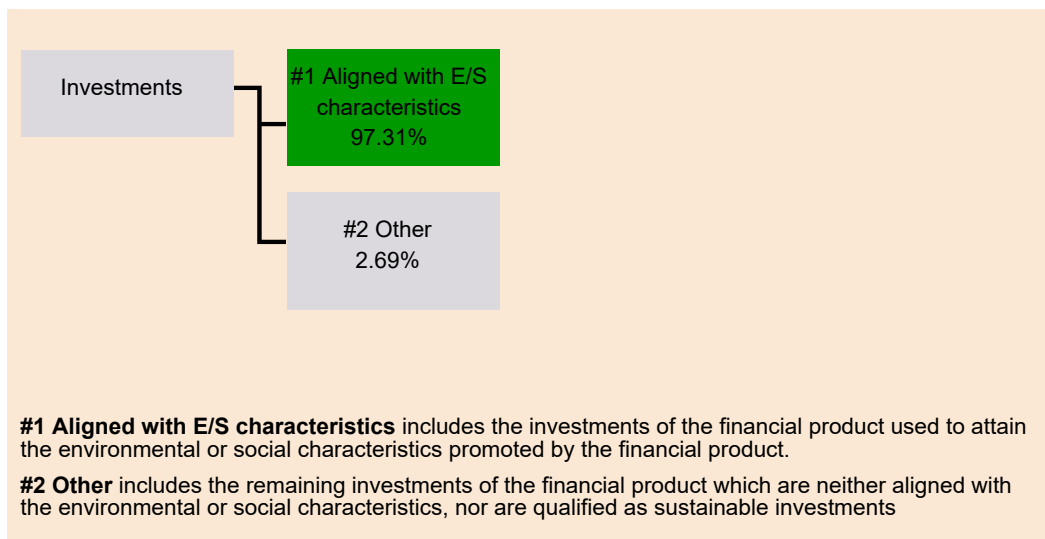 Investments
#1 Aligned with E/S
characteristics
97.31%
#2 Other
2.69%
#1 Aligned with E/S characteristics includes the investments of the financial product used to attain
the environmental or social characteristics promoted by the financial product.
#2 Other includes the remaining investments of the financial product which are neither aligned with
the environmental or social characteristics, nor are qualified as sustainable investments